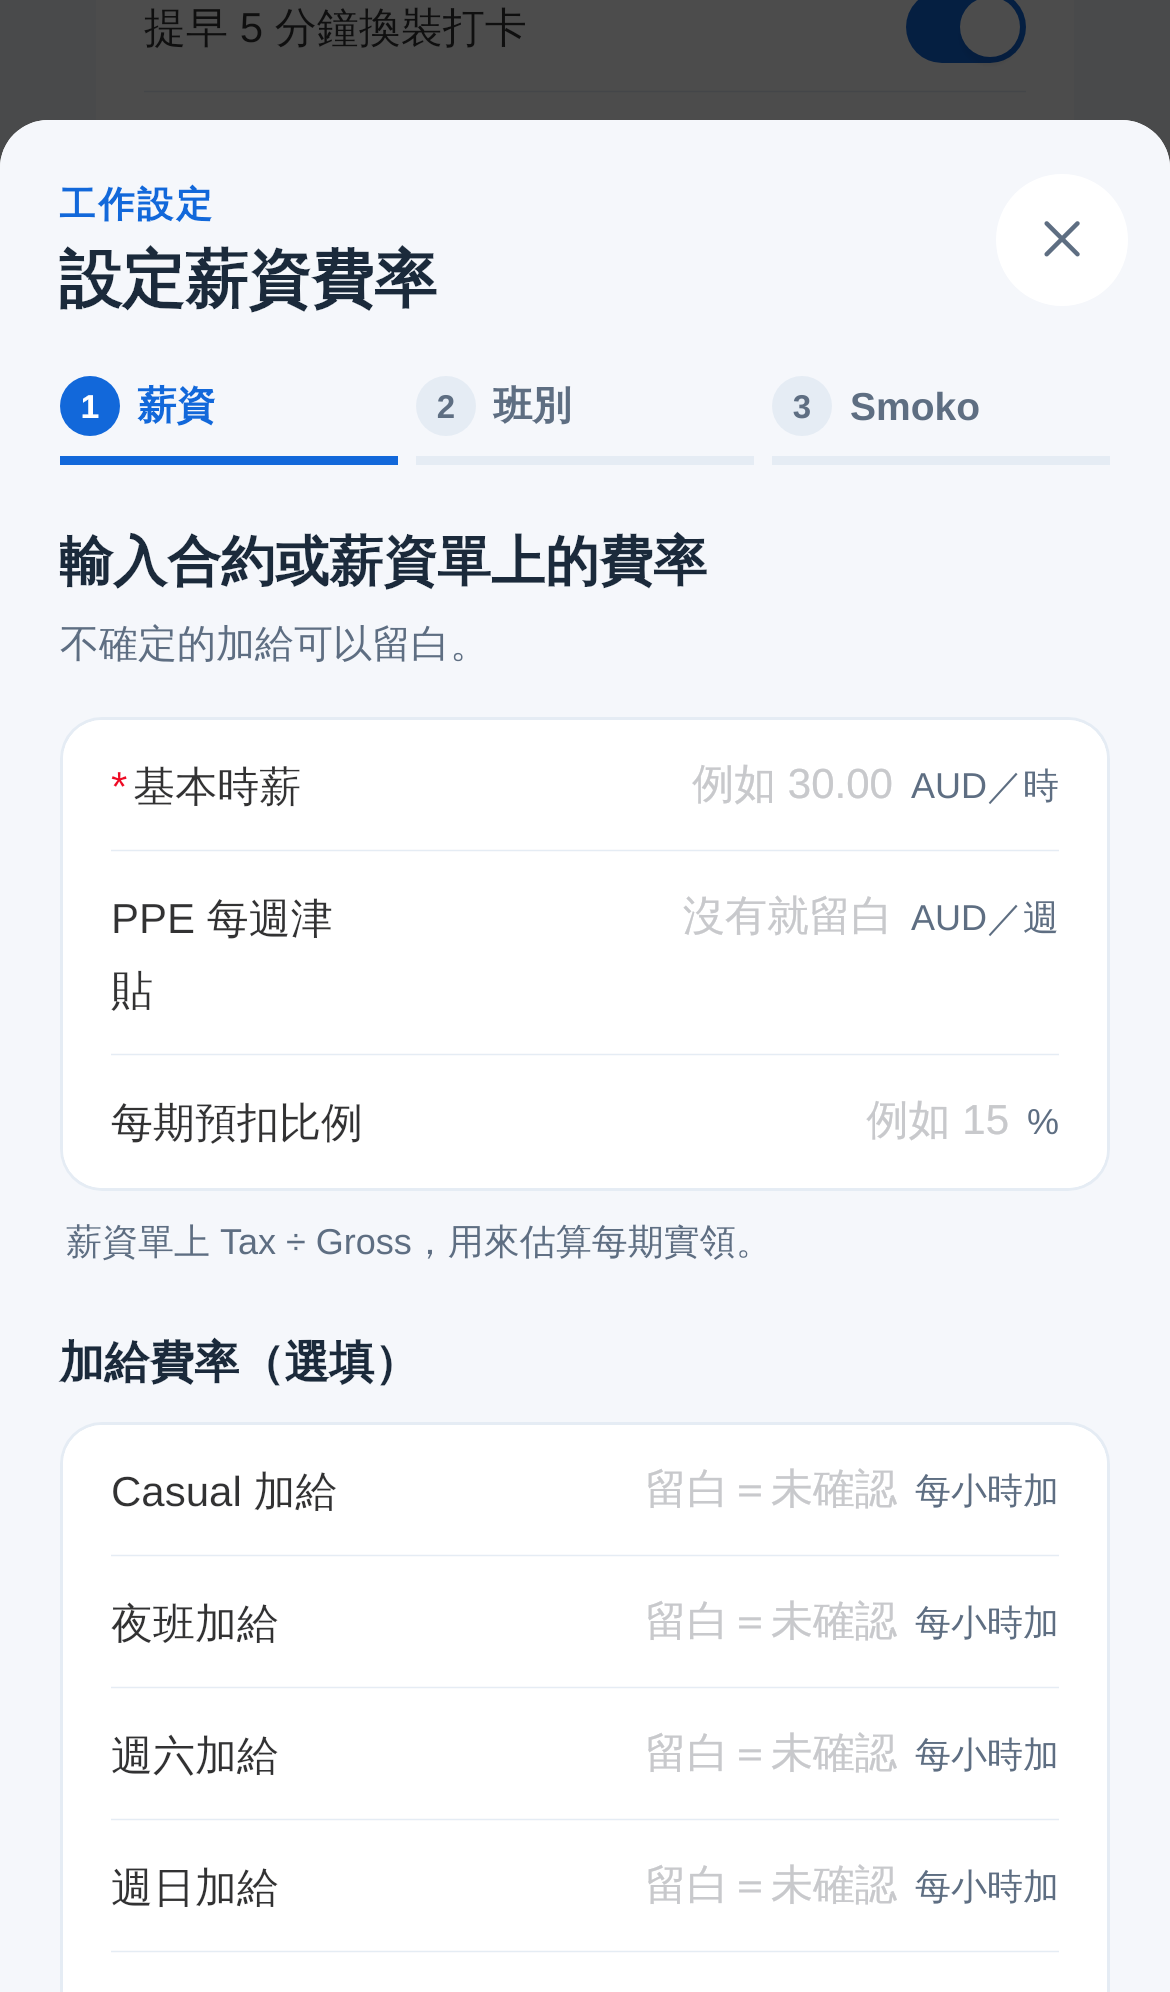 提早 5 分鐘換裝打卡
工作設定
設定薪資費率
1 薪資
2 班別
3 Smoko
輸入合約或薪資單上的費率
不確定的加給可以留白。
*基本時薪 例如 30.00 AUD／時
PPE 每週津 沒有就留白 AUD／週
貼
每期預扣比例 例如 15 %
薪資單上 Tax ÷ Gross，用來估算每期實領。
加給費率（選填）
Casual 加給 留白＝未確認 每小時加
夜班加給 留白＝未確認 每小時加
週六加給 留白＝未確認 每小時加
週日加給 留白＝未確認 每小時加